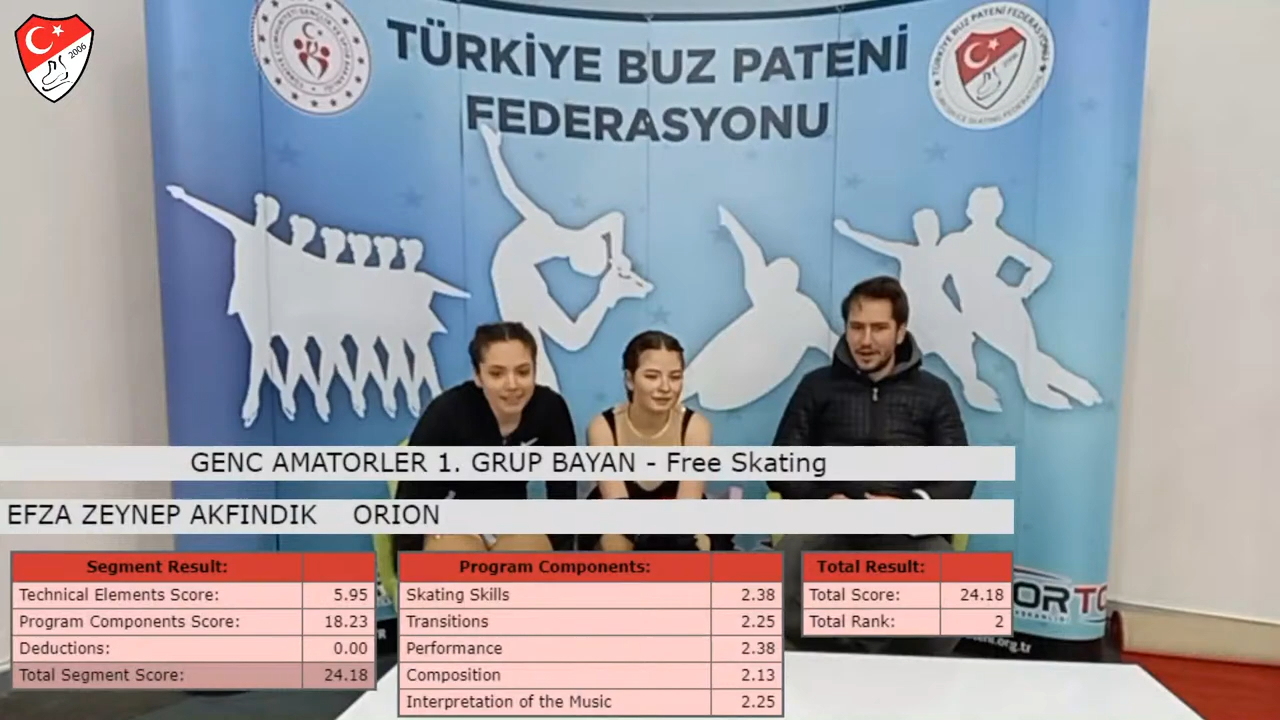 2006
TÜRKİYE BUZ PATENİ
FEDERASYONU
GENC AMATORLER 1. GRUP BAYAN - Free Skating
EFZA ZEYNEP AKFINDIK ORION
Segment Result:
Technical Elements Score: 5.95
Program Components Score: 18.23
Deductions: 0.00
Total Segment Score: 24.18
Program Components:
Skating Skills 2.38
Transitions 2.25
Performance 2.38
Composition 2.13
Interpretation of the Music 2.25
Total Result:
Total Score: 24.18
Total Rank: 2